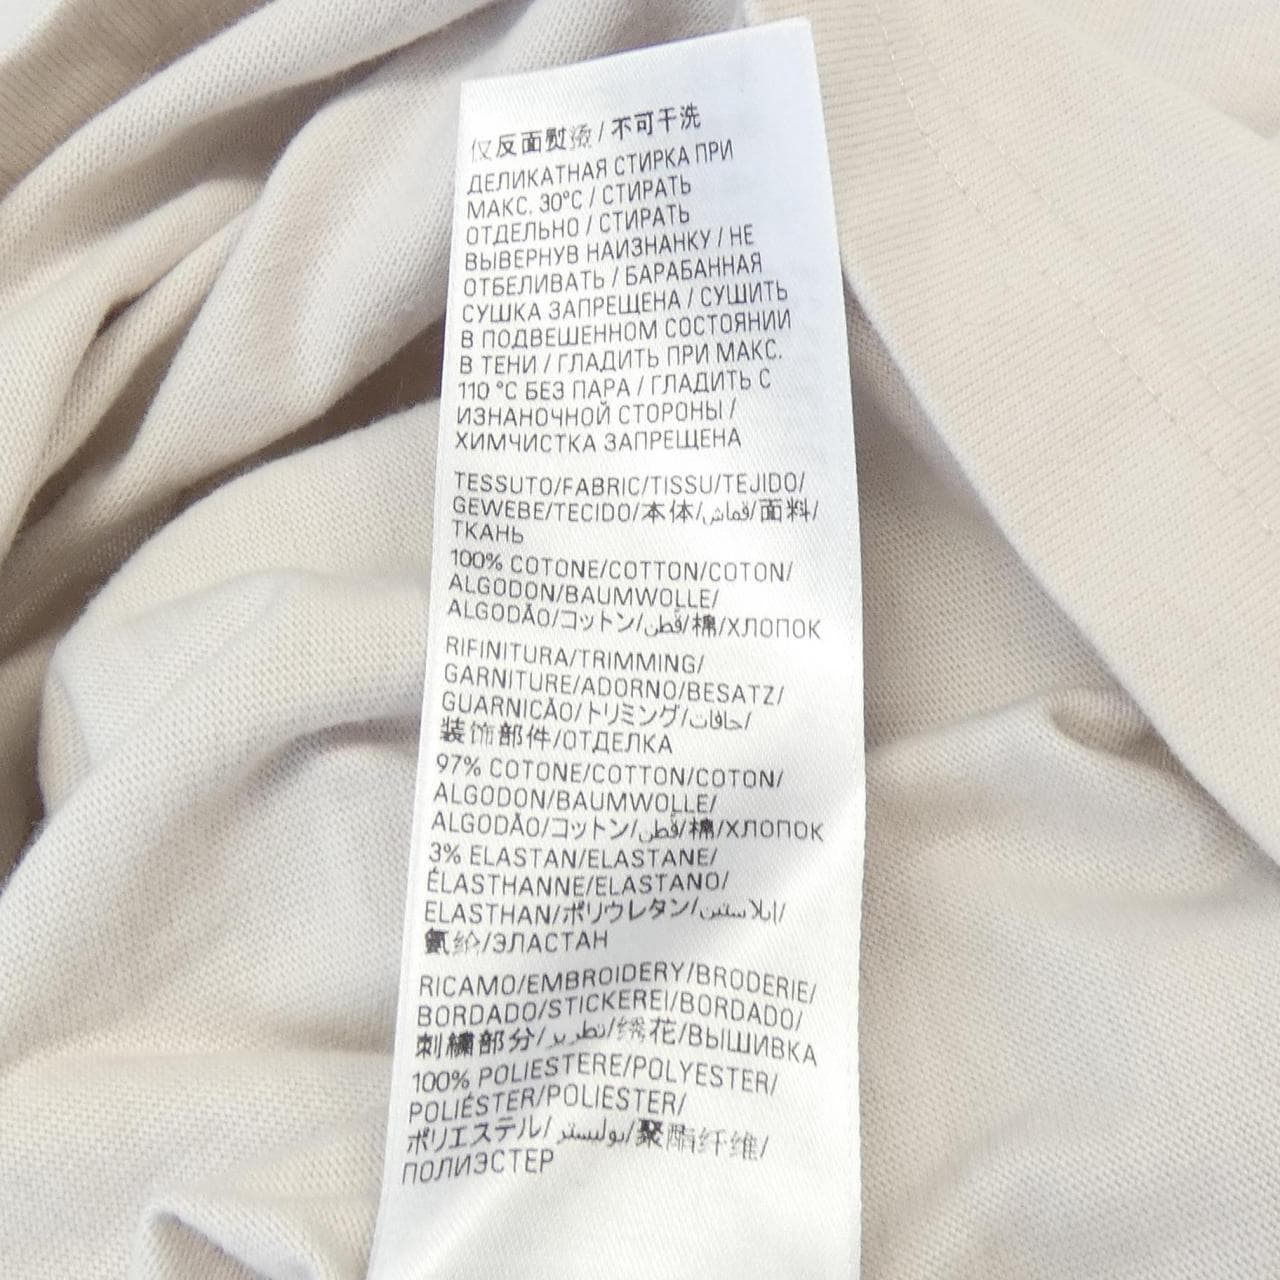 仅反面熨烫/不可干洗
ДЕЛИКАТНАЯ СТИРКА ПРИ
МАКС. 30°C / СТИРАТЬ
ОТДЕЛЬНО / СТИРАТЬ
ВЫВЕРНУВ НАИЗНАНКУ / НЕ
ОТБЕЛИВАТЬ / БАРАБАННАЯ
СУШКА ЗАПРЕЩЕНА / СУШИТЬ
В ПОДВЕШЕННОМ СОСТОЯНИИ
В ТЕНИ / ГЛАДИТЬ ПРИ МАКС.
110 °C БЕЗ ПАРА / ГЛАДИТЬ С
ИЗНАНОЧНОЙ СТОРОНЫ /
ХИМЧИСТКА ЗАПРЕЩЕНА
TESSUTO/FABRIC/TISSU/TEJIDO/
GEWEBE/TECIDO/本体/قماش/面料/
ТКАНЬ
100% COTONE/COTTON/COTON/
ALGODON/BAUMWOLLE/
ALGODÃO/コットン/قطن/棉/ХЛОПОК
RIFINITURA/TRIMMING/
GARNITURE/ADORNO/BESATZ/
GUARNICÃO/トリミング/حافات/
装饰部件/ОТДЕЛКА
97% COTONE/COTTON/COTON/
ALGODON/BAUMWOLLE/
ALGODÃO/コットン/قطن/棉/ХЛОПОК
3% ELASTAN/ELASTANE/
ÉLASTHANNE/ELASTANO/
ELASTHAN/ポリウレタン/إيلاستين/
氨纶/ЭЛАСТАН
RICAMO/EMBROIDERY/BRODERIE/
BORDADO/STICKEREI/BORDADO/
刺繍部分/تطريز/绣花/ВЫШИВКА
100% POLIESTERE/POLYESTER/
POLIÉSTER/POLIESTER/
ポリエステル/بوليستر/聚酯纤维/
ПОЛИЭСТЕР